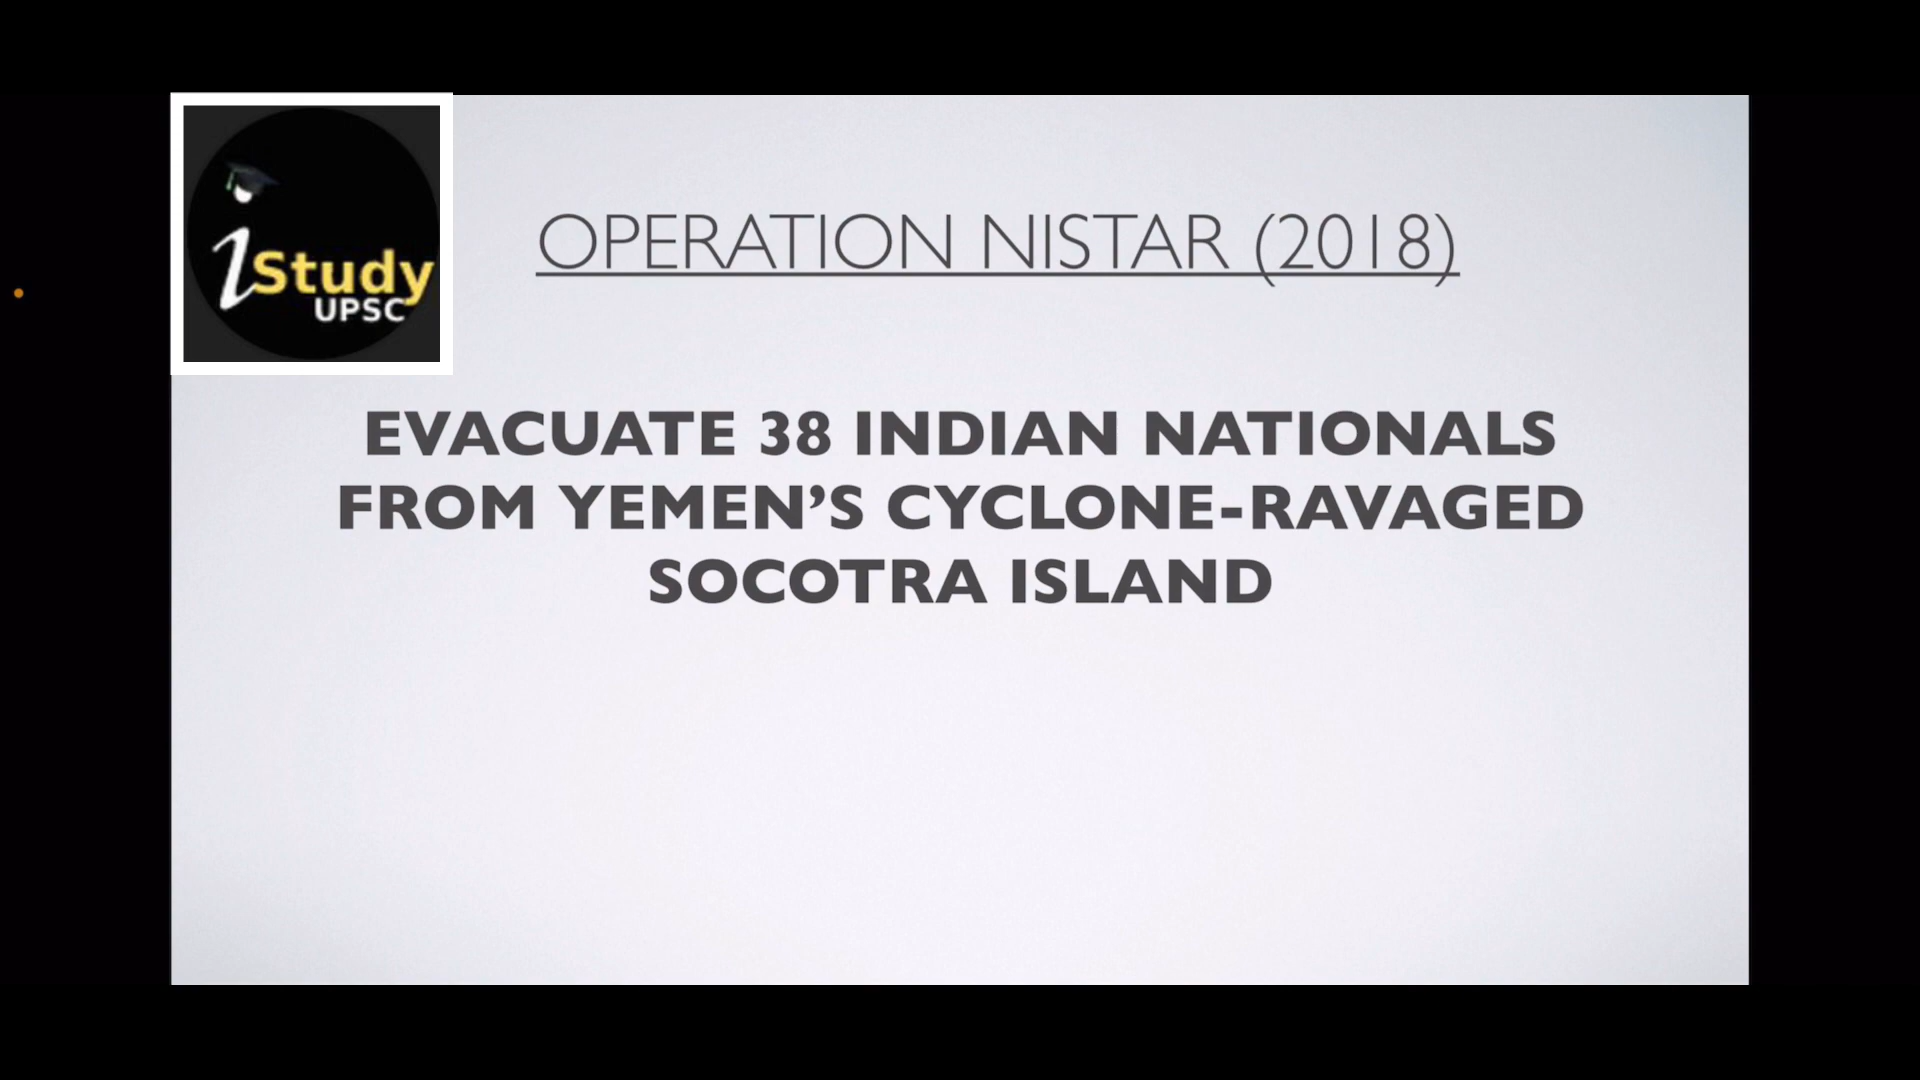 iStudy
UPSC
OPERATION NISTAR (2018)
EVACUATE 38 INDIAN NATIONALS
FROM YEMEN’S CYCLONE-RAVAGED
SOCOTRA ISLAND